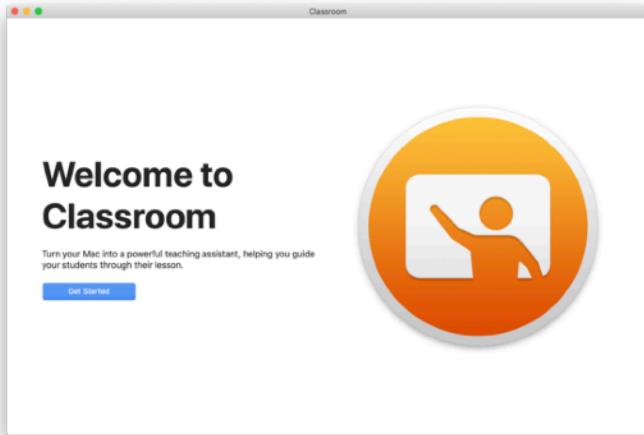 Classroom
Welcome to
Classroom
Turn your Mac into a powerful teaching assistant, helping you guide
your students through their lesson.
Get Started